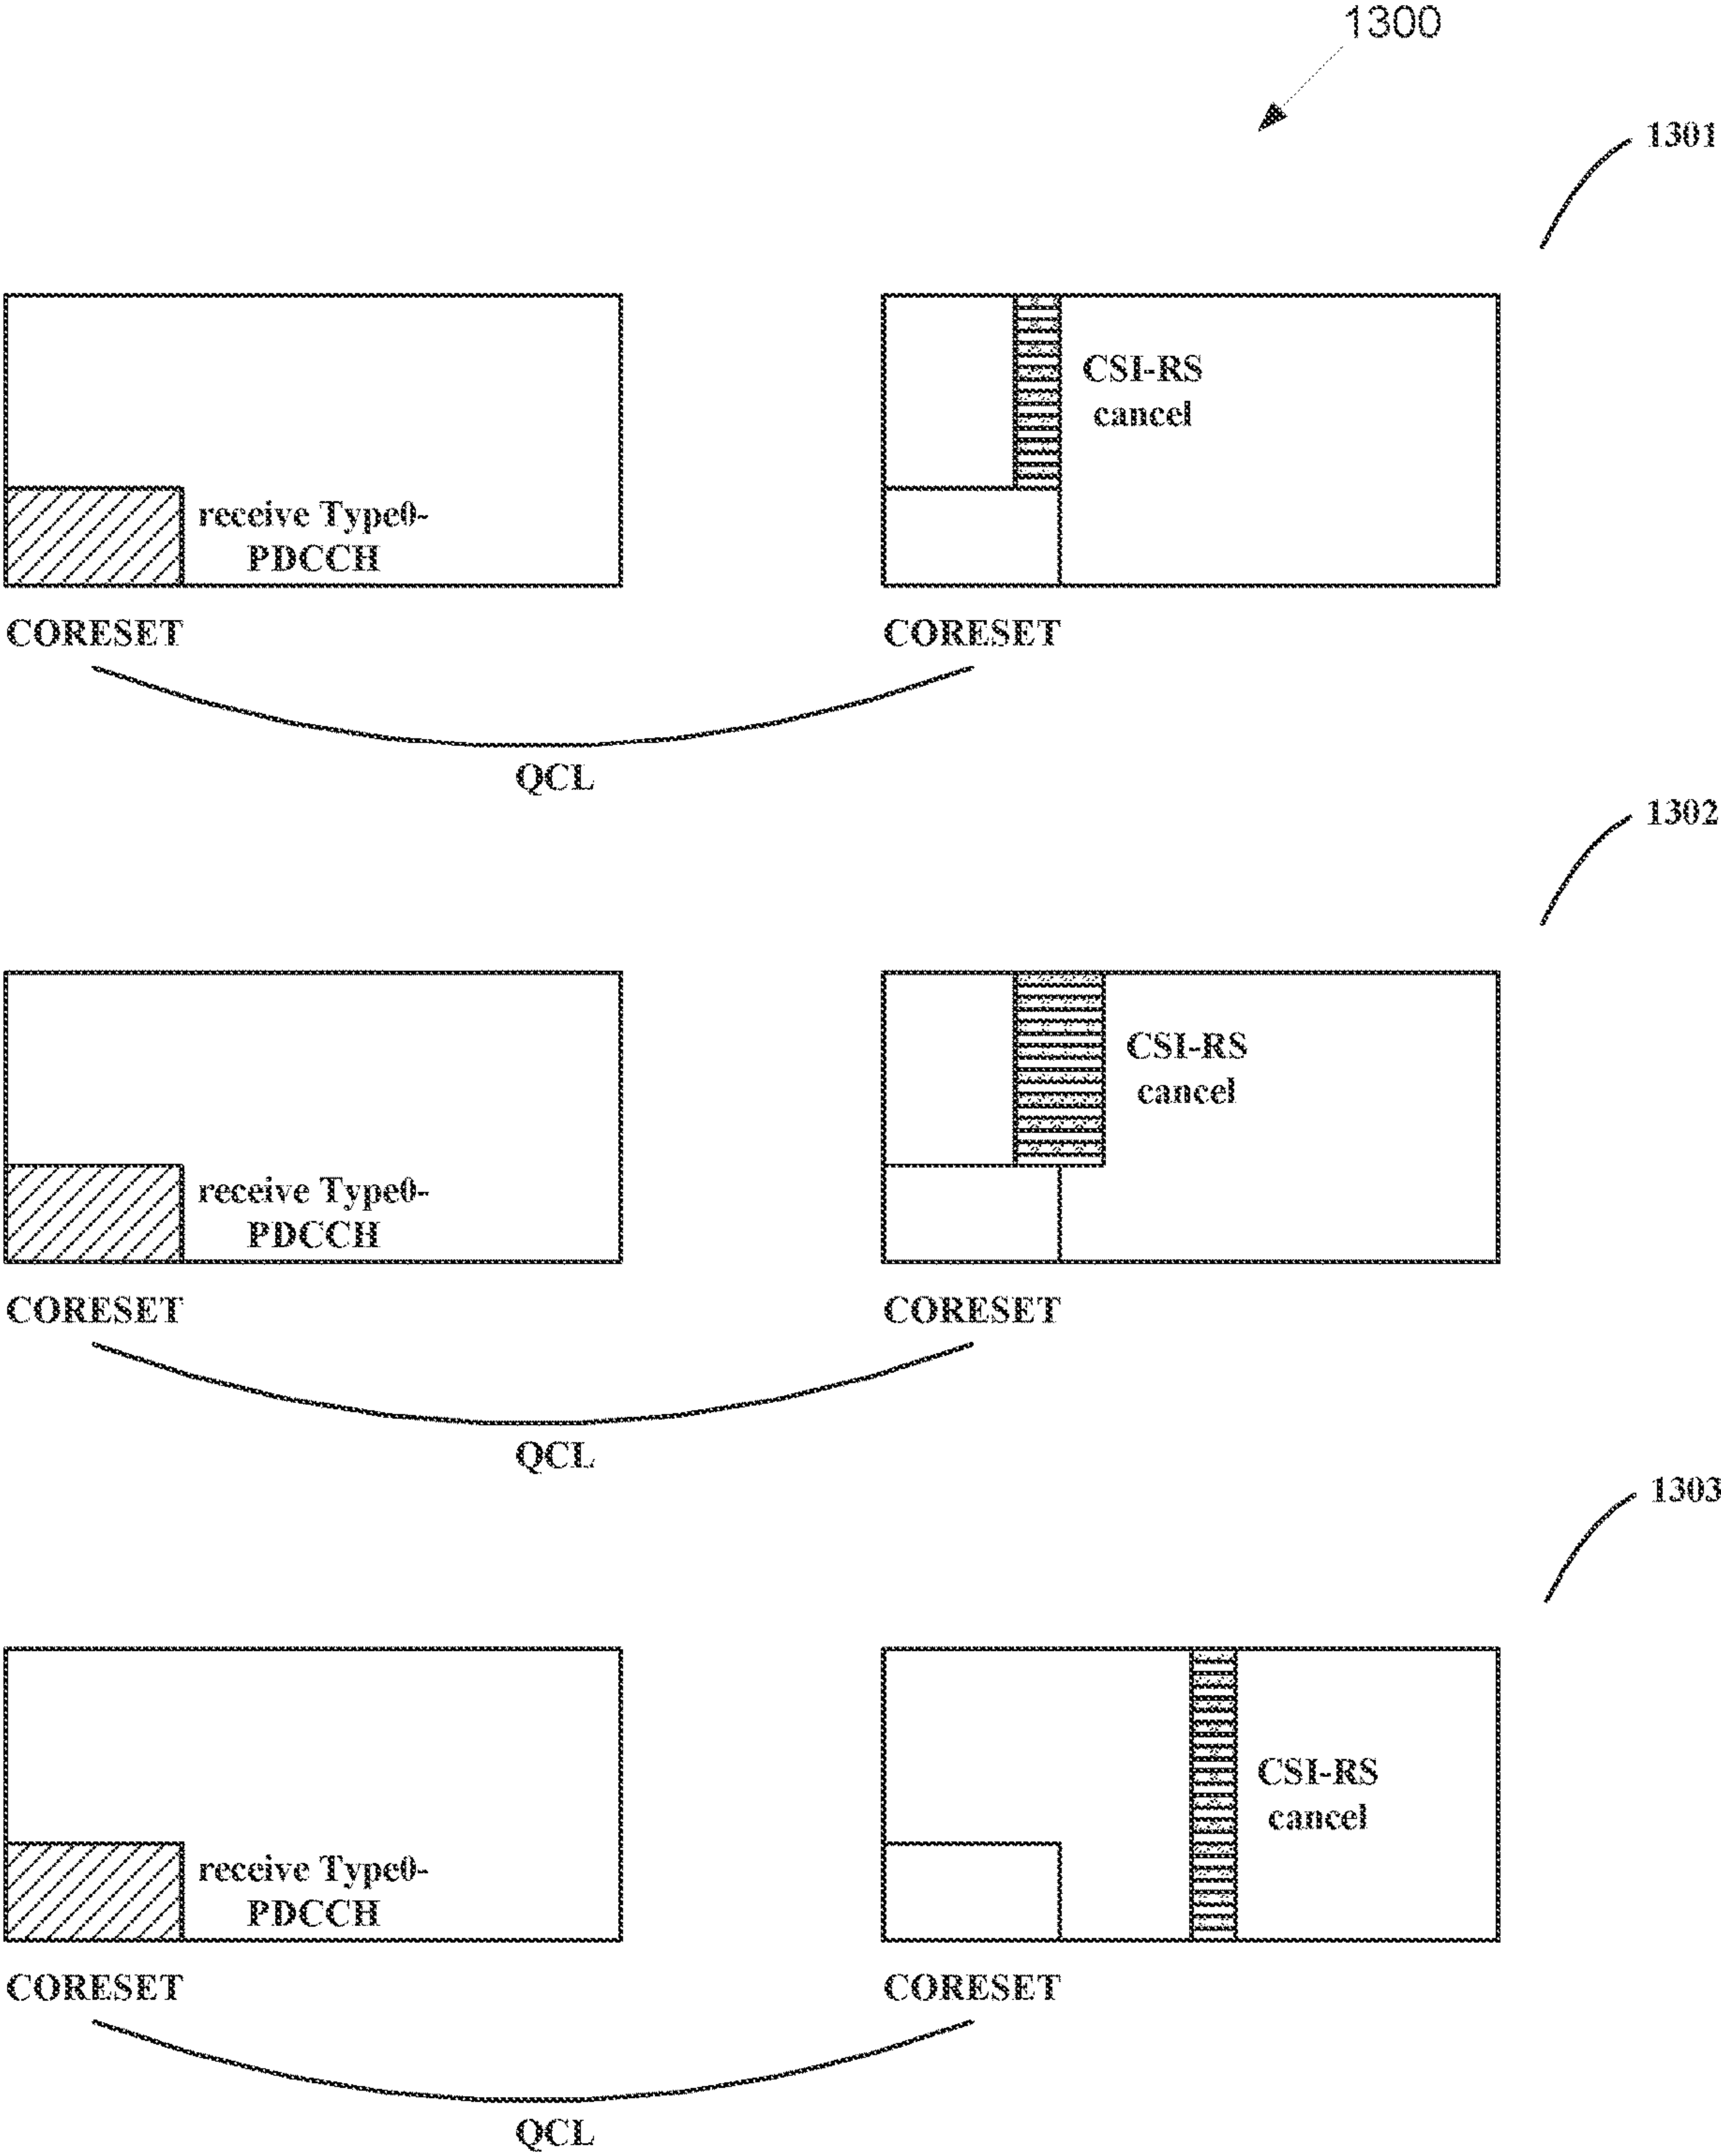 1300
1301
CSI-RS
cancel
receive Type0-
PDCCH
CORESET
CORESET
QCL
1302
CSI-RS
cancel
receive Type0-
PDCCH
CORESET
CORESET
QCL
1303
CSI-RS
cancel
receive Type0-
PDCCH
CORESET
CORESET
QCL